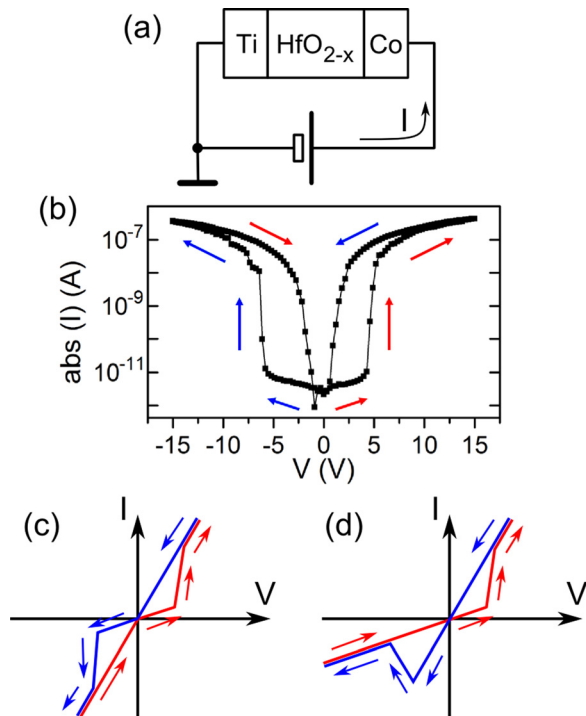 (a)
Ti HfO2-x Co
I
(b)
abs (I) (A)
10-7
10-9
10-11
-15 -10 -5 0 5 10 15
V (V)
(c) I
V
(d) I
V